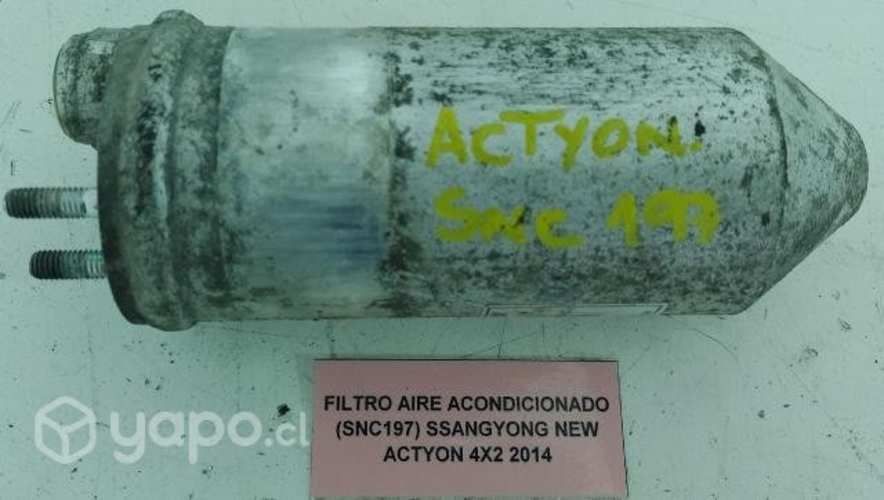 ACTYON.
SNC 197
FILTRO AIRE ACONDICIONADO
(SNC197) SSANGYONG NEW
ACTYON 4X2 2014
yapo.cl